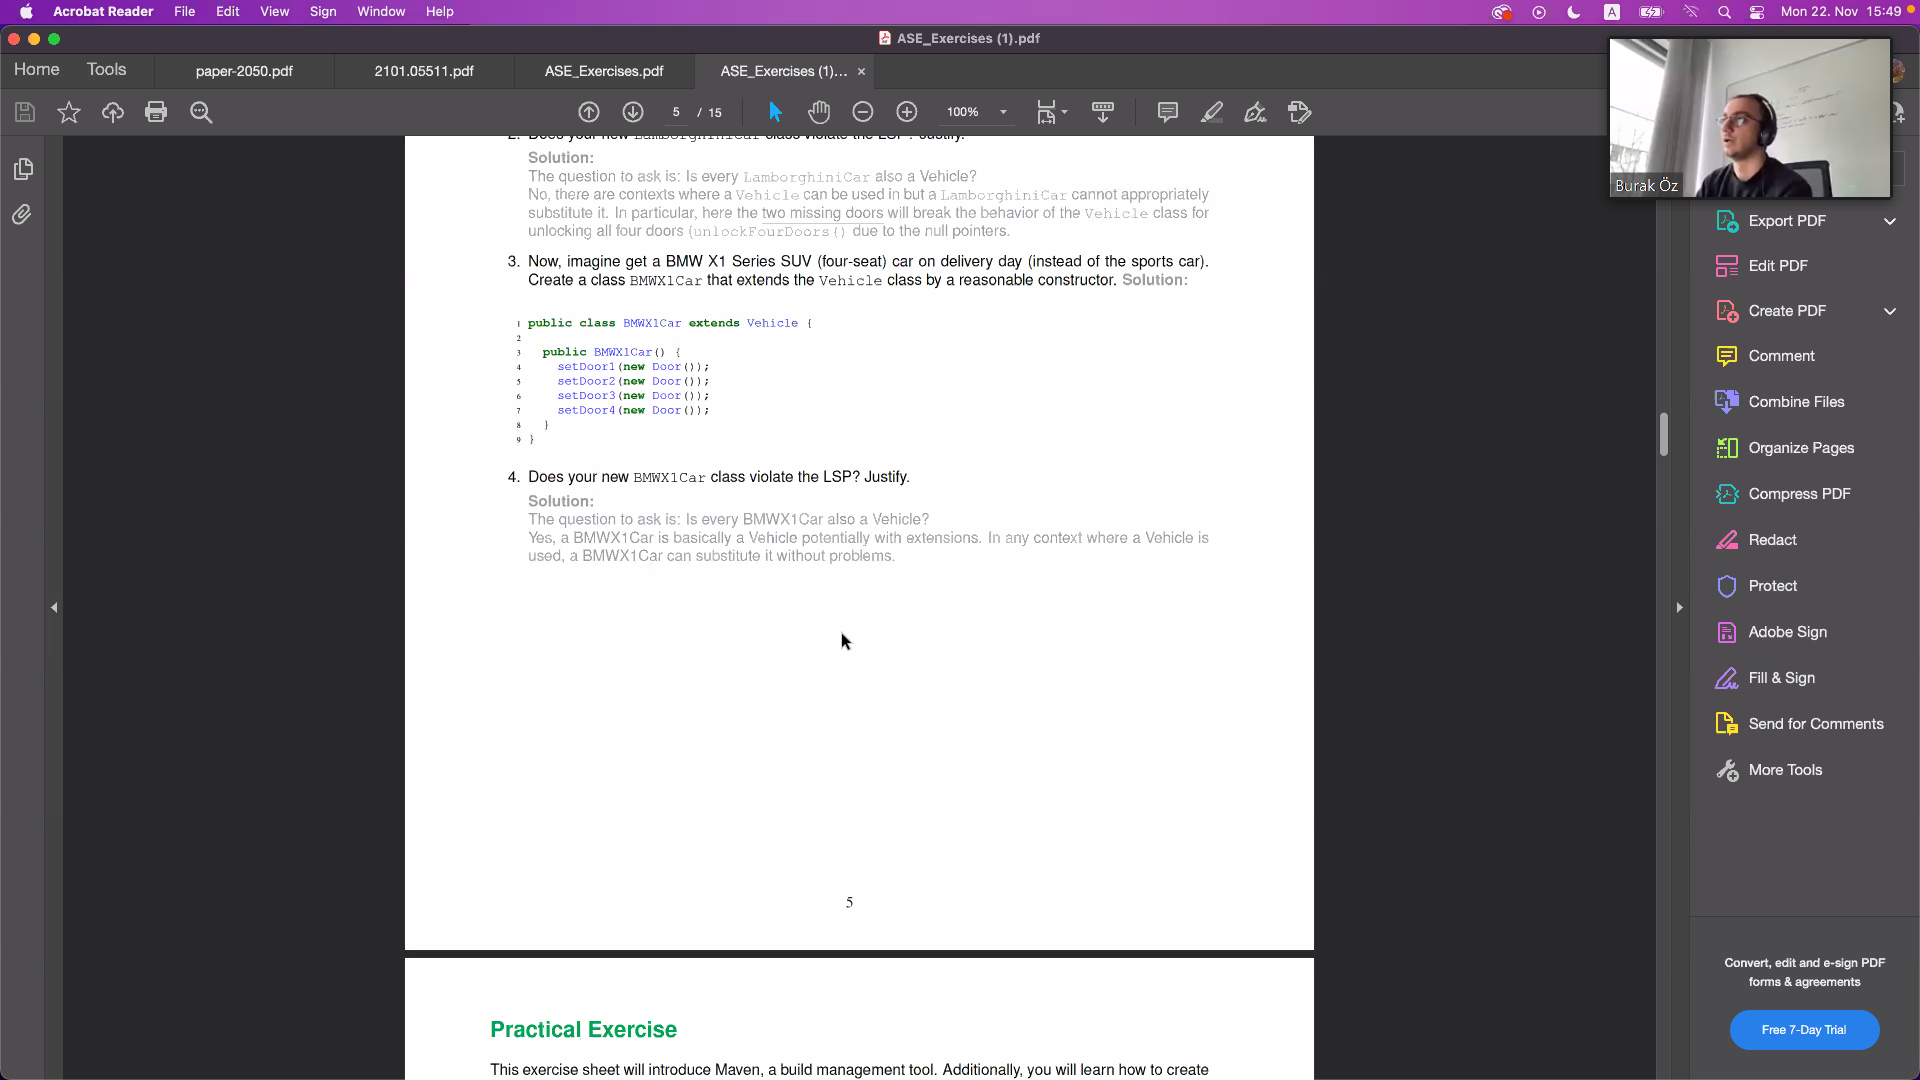 Acrobat Reader File Edit View Sign Window Help
A
Mon 22. Nov 15:49
ASE_Exercises (1).pdf
Home Tools paper-2050.pdf 2101.05511.pdf ASE_Exercises.pdf ASE_Exercises (1)... ×
5 / 15 100%
Burak Öz
2. Does your new LamborghiniCar class violate the LSP? Justify.
Solution:
The question to ask is: Is every LamborghiniCar also a Vehicle?
No, there are contexts where a Vehicle can be used in but a LamborghiniCar cannot appropriately
substitute it. In particular, here the two missing doors will break the behavior of the Vehicle class for
unlocking all four doors (unlockFourDoors() due to the null pointers.
3. Now, imagine get a BMW X1 Series SUV (four-seat) car on delivery day (instead of the sports car).
Create a class BMWX1Car that extends the Vehicle class by a reasonable constructor. Solution:
1 public class BMWX1Car extends Vehicle {
2
3 public BMWX1Car() {
4 setDoor1(new Door());
5 setDoor2(new Door());
6 setDoor3(new Door());
7 setDoor4(new Door());
8 }
9 }
4. Does your new BMWX1Car class violate the LSP? Justify.
Solution:
The question to ask is: Is every BMWX1Car also a Vehicle?
Yes, a BMWX1Car is basically a Vehicle potentially with extensions. In any context where a Vehicle is
used, a BMWX1Car can substitute it without problems.
5
Practical Exercise
This exercise sheet will introduce Maven, a build management tool. Additionally, you will learn how to create
Export PDF
Edit PDF
Create PDF
Comment
Combine Files
Organize Pages
Compress PDF
Redact
Protect
Adobe Sign
Fill & Sign
Send for Comments
More Tools
Convert, edit and e-sign PDF
forms & agreements
Free 7-Day Trial